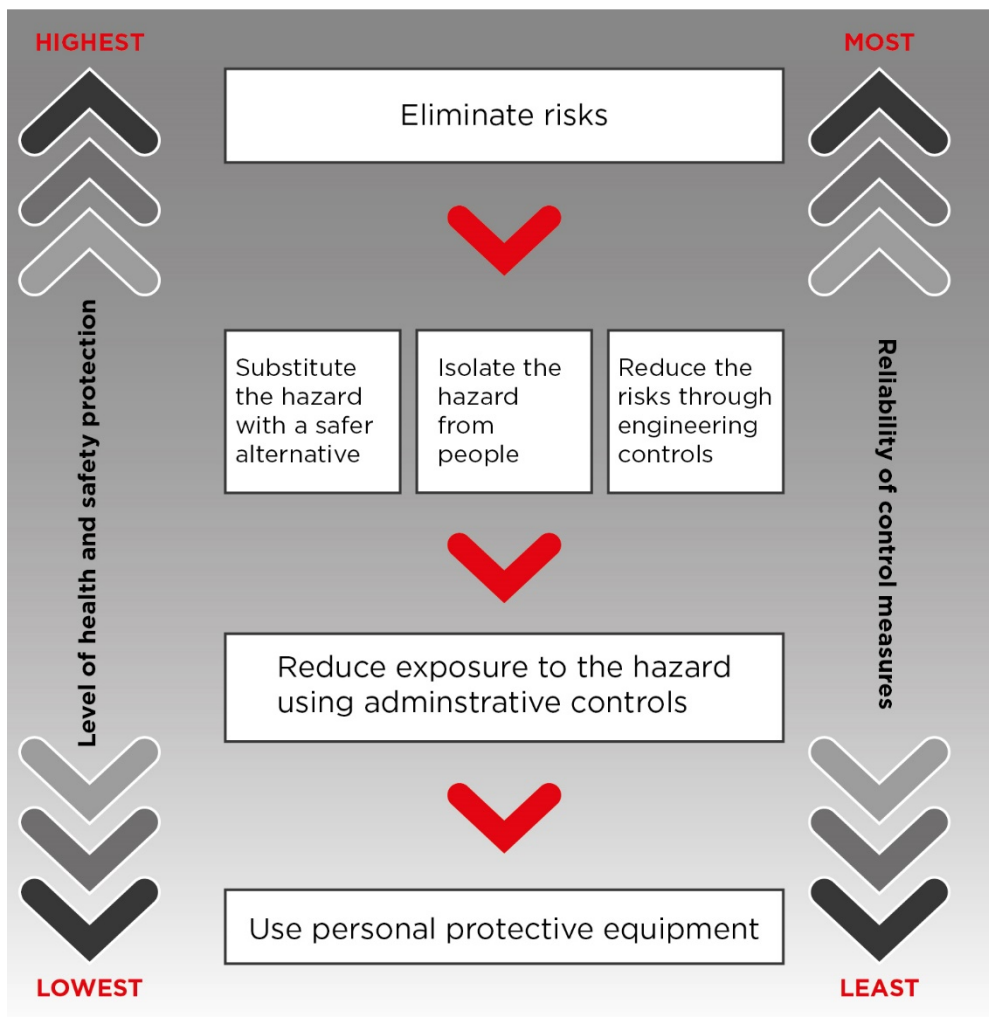 HIGHEST
MOST
Eliminate risks
Substitute
the hazard
with a safer
alternative
Isolate the
hazard
from
people
Reduce the
risks through
engineering
controls
Level of health and safety protection
Reliability of control measures
Reduce exposure to the hazard
using adminstrative controls
Use personal protective equipment
LOWEST
LEAST